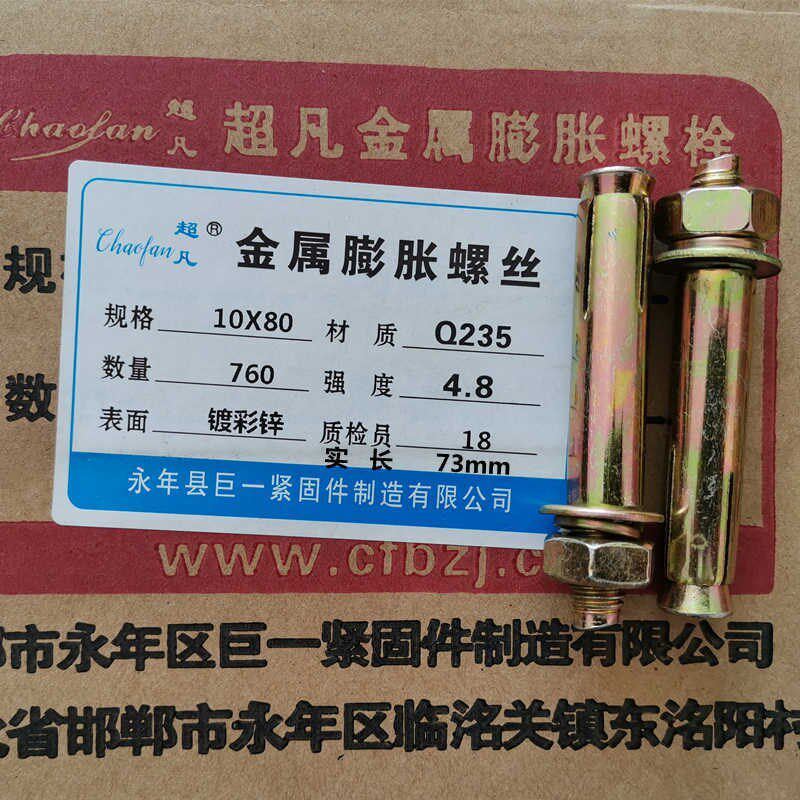 Chaofan 超凡 超凡金属膨胀螺栓
Chaofan 超凡® 金属膨胀螺丝
规格 10X80 材质 Q235
数量 760 强度 4.8
表面 镀彩锌 质检员 18
实长 73mm
永年县巨一紧固件制造有限公司
规
数
www.cfbzj.c
市永年区巨一紧固件制造有限公司
省邯郸市永年区临洺关镇东洺阳村